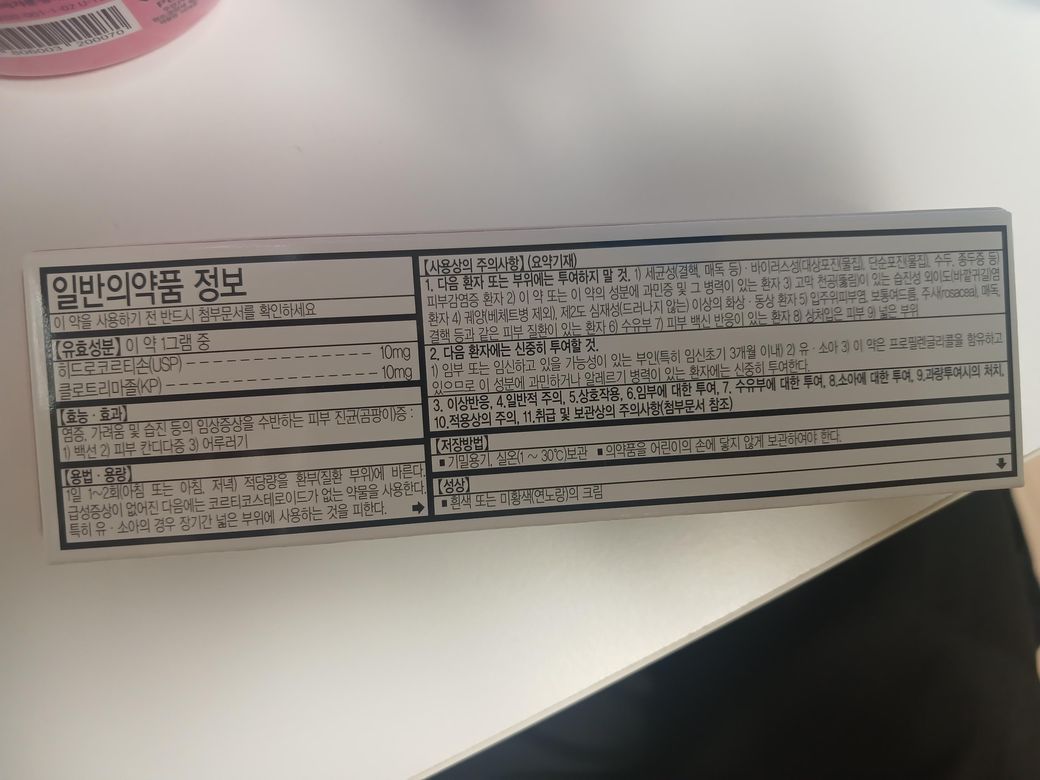 206003 200070
일반의약품 정보
이 약을 사용하기 전 반드시 첨부문서를 확인하세요
【유효성분】 이 약 1그램 중
히드로코르티손(USP) 10mg
클로트리마졸(KP) 10mg
【효능·효과】
염증, 가려움 및 습진 등의 임상증상을 수반하는 피부 진균(곰팡이)증 :
1) 백선 2) 피부 칸디다증 3) 어루러기
【용법·용량】
1일 1~2회(아침 또는 아침, 저녁) 적당량을 환부(질환 부위)에 바른다.
급성증상이 없어진 다음에는 코르티코스테로이드가 없는 약물을 사용한다.
특히 유·소아의 경우 장기간 넓은 부위에 사용하는 것을 피한다.
【사용상의 주의사항】 (요약기재)
1. 다음 환자 또는 부위에는 투여하지 말 것. 1) 세균성(결핵, 매독 등)·바이러스성(대상포진(물집), 단순포진(물집), 수두, 종두증 등)
피부감염증 환자 2) 이 약 또는 이 약의 성분에 과민증 및 그 병력이 있는 환자 3) 고막 천공(뚫림)이 있는 습진성 외이도(바깥귀길)염
환자 4) 궤양(베체트병 제외), 제2도 심재성(드러나지 않는) 이상의 화상·동상 환자 5) 입주위피부염, 보통여드름, 주사(rosacea), 매독,
결핵 등과 같은 피부 질환이 있는 환자 6) 수유부 7) 피부 백신 반응이 있는 환자 8) 상처입은 피부 9) 넓은 부위
2. 다음 환자에는 신중히 투여할 것.
1) 임부 또는 임신하고 있을 가능성이 있는 부인(특히 임신초기 3개월 이내) 2) 유·소아 3) 이 약은 프로필렌글리콜을 함유하고
있으므로 이 성분에 과민하거나 알레르기 병력이 있는 환자에는 신중히 투여한다.
3. 이상반응, 4.일반적 주의, 5.상호작용, 6.임부에 대한 투여, 7. 수유부에 대한 투여, 8.소아에 대한 투여, 9.과량투여시의 처치,
10.적용상의 주의, 11.취급 및 보관상의 주의사항(첨부문서 참조)
【저장방법】
▪기밀용기, 실온(1~30℃)보관 ▪의약품을 어린이의 손에 닿지 않게 보관하여야 한다.
【성상】
▪흰색 또는 미황색(연노랑)의 크림